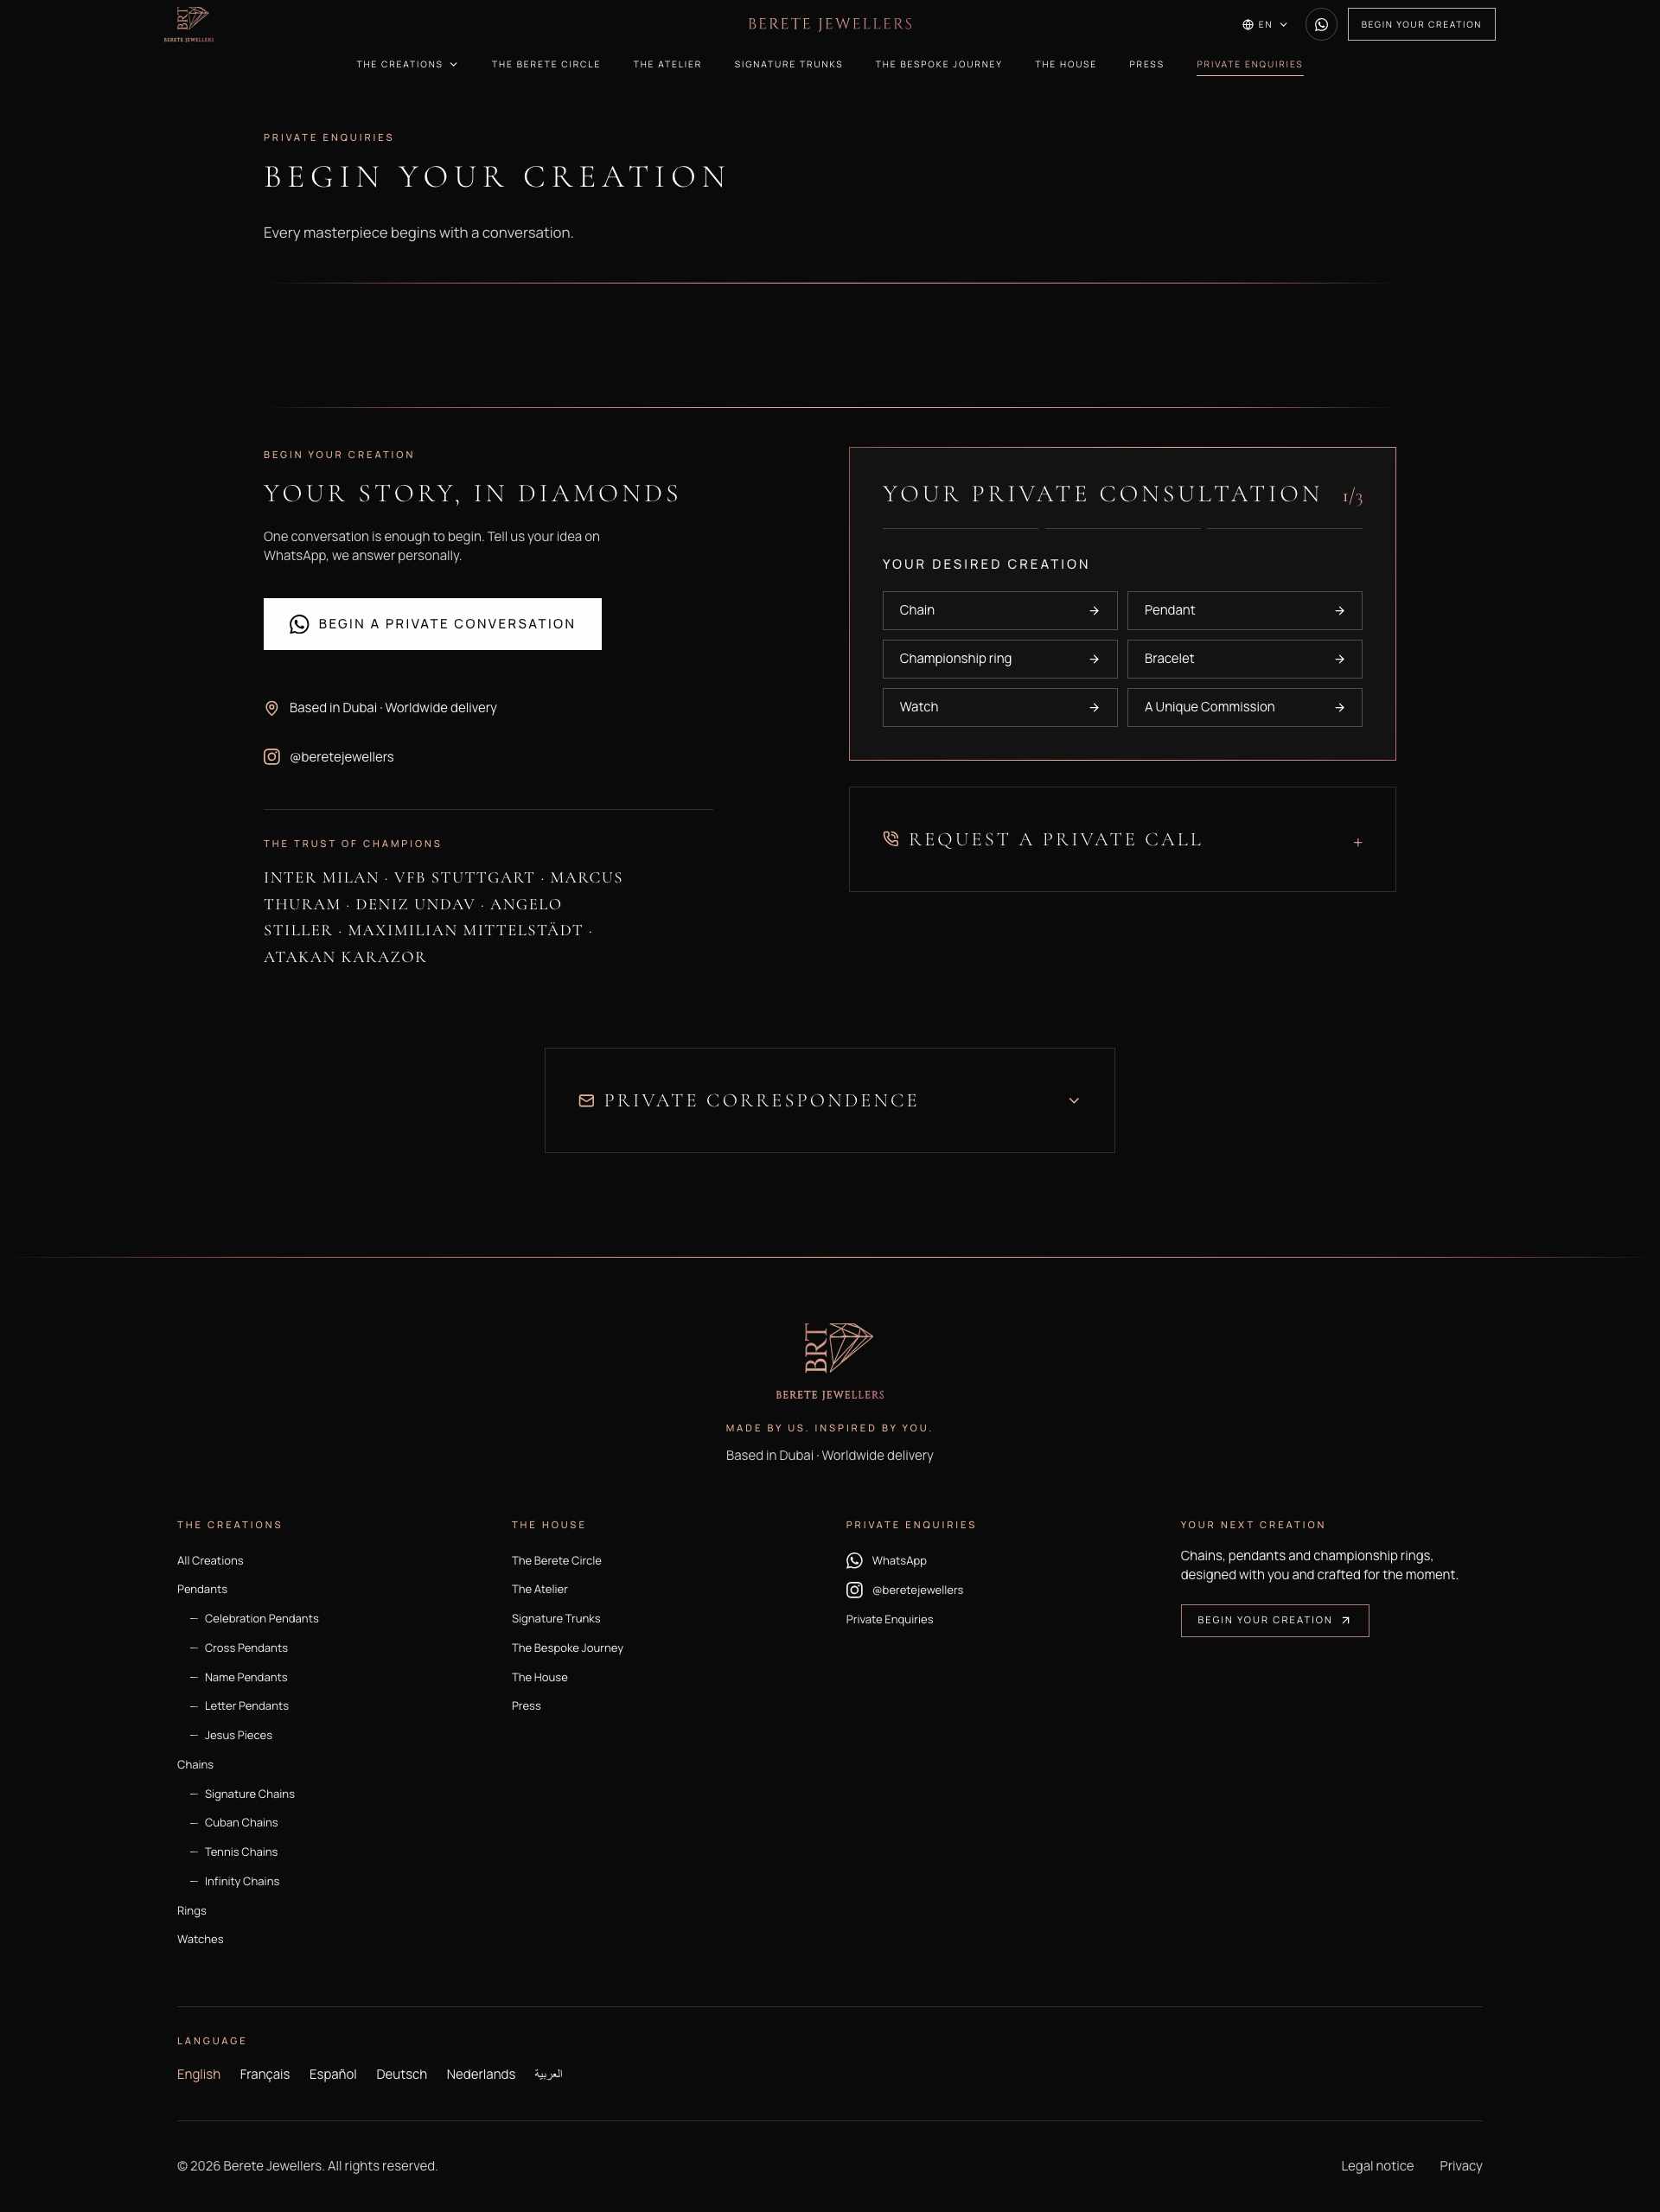 BRT
BERETE JEWELLERS
BERETE JEWELLERS
EN
BEGIN YOUR CREATION
THE CREATIONS
THE BERETE CIRCLE
THE ATELIER
SIGNATURE TRUNKS
THE BESPOKE JOURNEY
THE HOUSE
PRESS
PRIVATE ENQUIRIES
PRIVATE ENQUIRIES
BEGIN YOUR CREATION
Every masterpiece begins with a conversation.
BEGIN YOUR CREATION
YOUR STORY, IN DIAMONDS
One conversation is enough to begin. Tell us your idea on
WhatsApp, we answer personally.
BEGIN A PRIVATE CONVERSATION
Based in Dubai · Worldwide delivery
@beretejewellers
THE TRUST OF CHAMPIONS
INTER MILAN · VFB STUTTGART · MARCUS
THURAM · DENIZ UNDAV · ANGELO
STILLER · MAXIMILIAN MITTELSTÄDT ·
ATAKAN KARAZOR
YOUR PRIVATE CONSULTATION 1/3
YOUR DESIRED CREATION
Chain
Pendant
Championship ring
Bracelet
Watch
A Unique Commission
REQUEST A PRIVATE CALL +
PRIVATE CORRESPONDENCE
BRT
BERETE JEWELLERS
MADE BY US. INSPIRED BY YOU.
Based in Dubai · Worldwide delivery
THE CREATIONS
All Creations
Pendants
— Celebration Pendants
— Cross Pendants
— Name Pendants
— Letter Pendants
— Jesus Pieces
Chains
— Signature Chains
— Cuban Chains
— Tennis Chains
— Infinity Chains
Rings
Watches
THE HOUSE
The Berete Circle
The Atelier
Signature Trunks
The Bespoke Journey
The House
Press
PRIVATE ENQUIRIES
WhatsApp
@beretejewellers
Private Enquiries
YOUR NEXT CREATION
Chains, pendants and championship rings,
designed with you and crafted for the moment.
BEGIN YOUR CREATION
LANGUAGE
English Français Español Deutsch Nederlands العربية
© 2026 Berete Jewellers. All rights reserved.
Legal notice Privacy